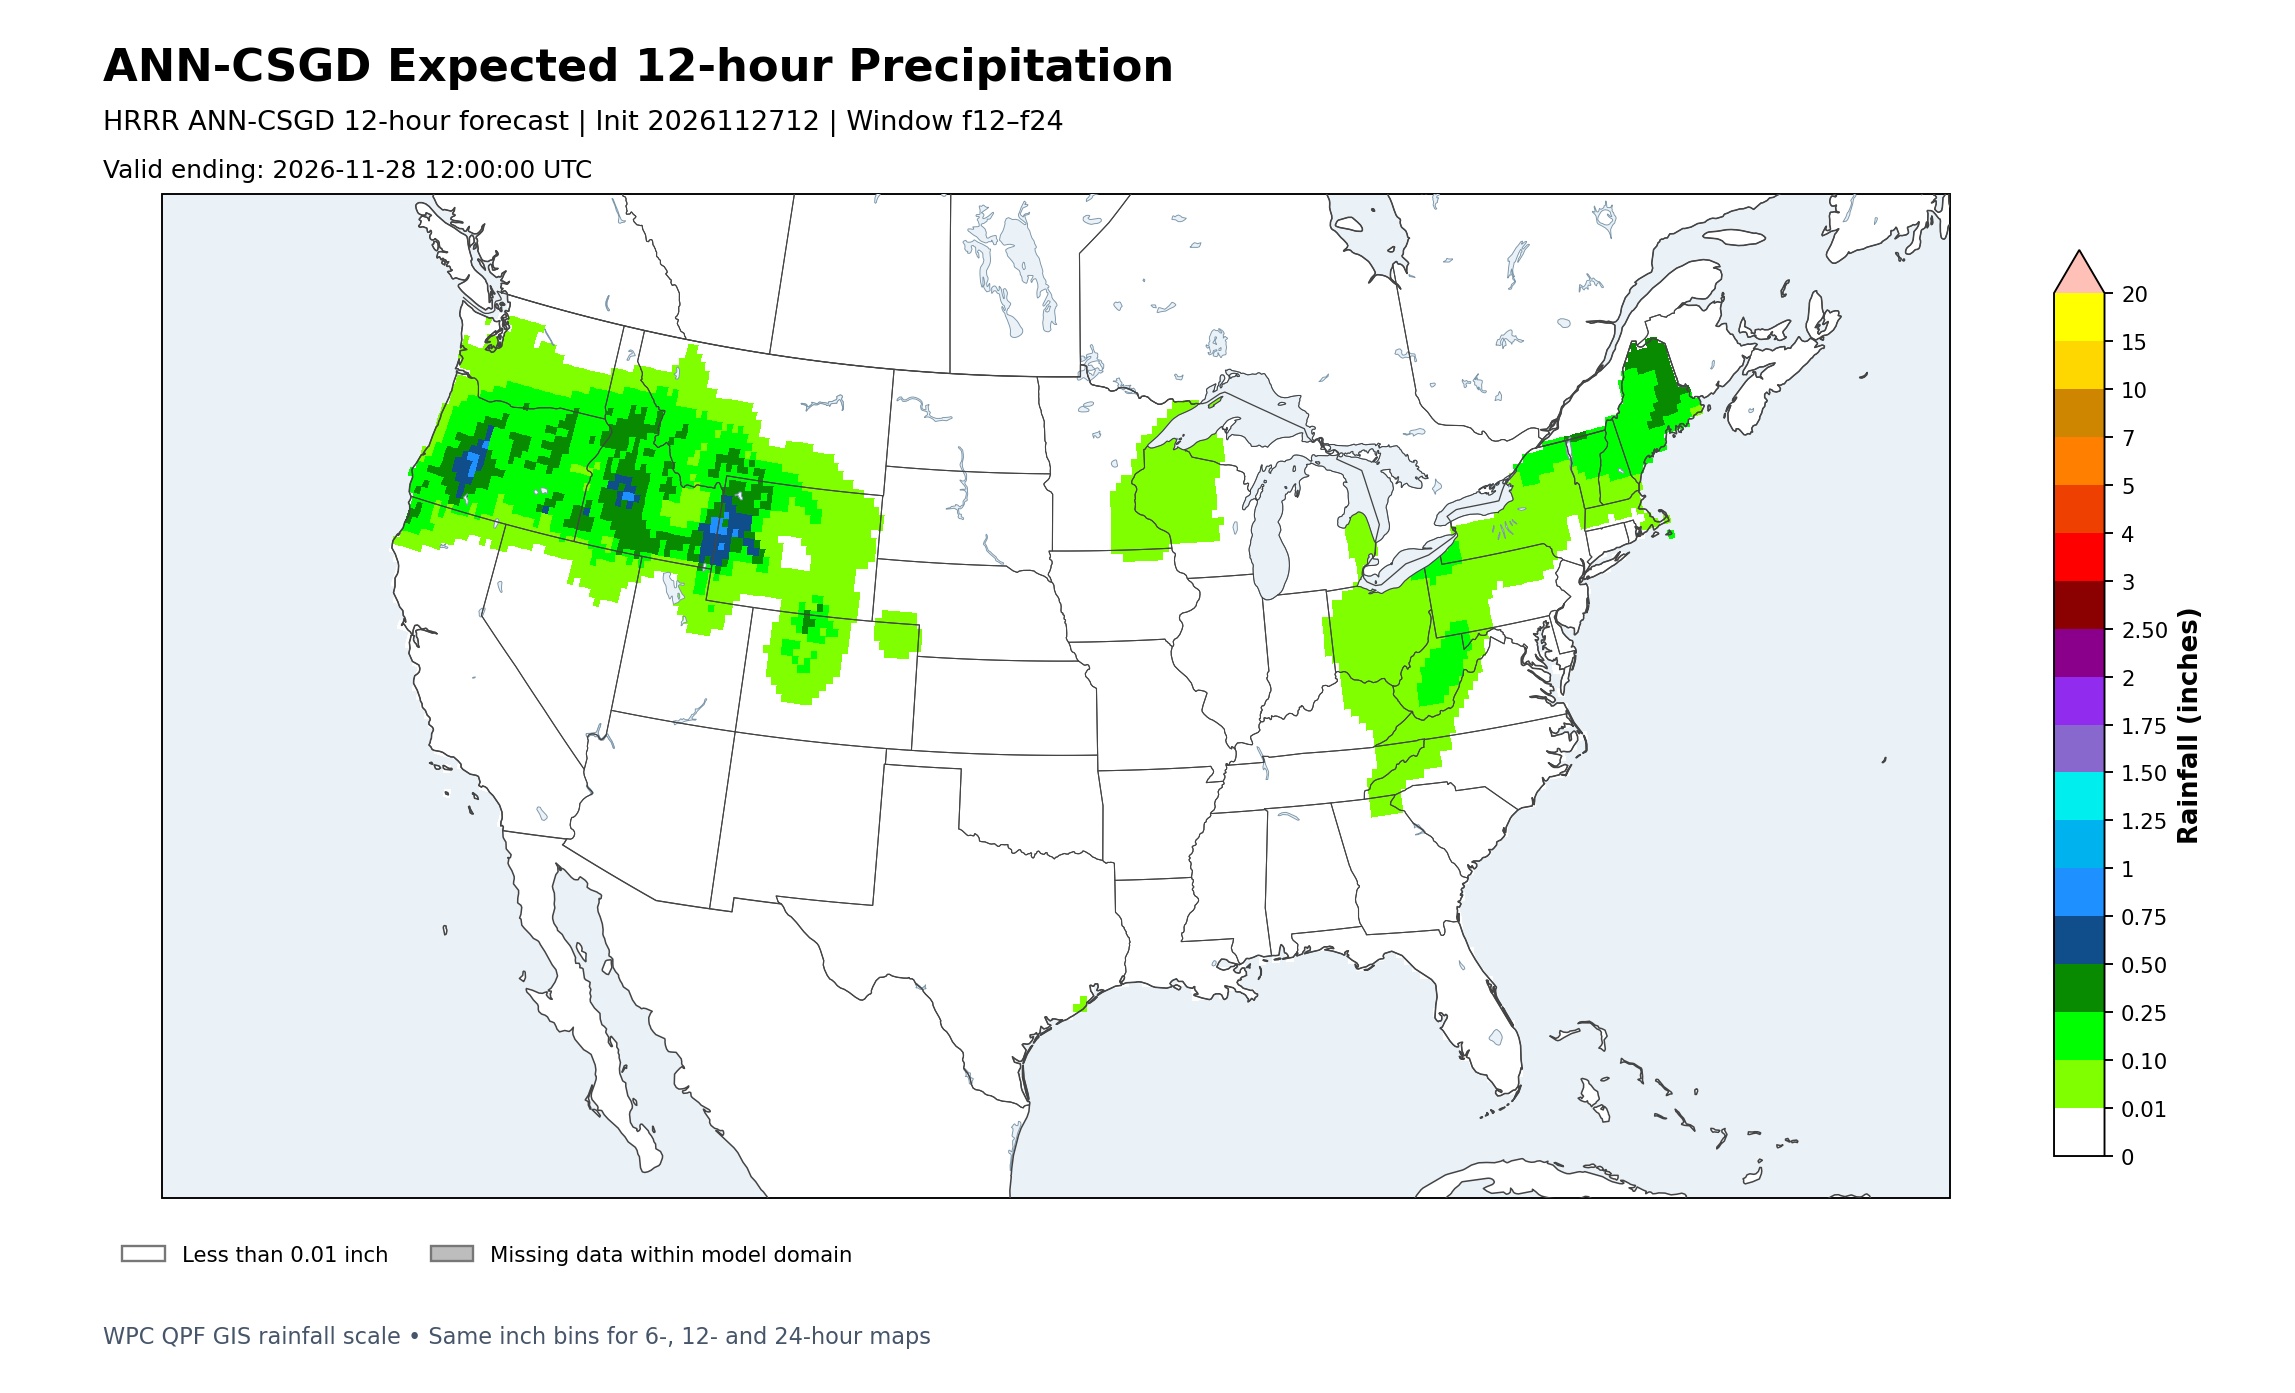 ANN-CSGD Expected 12-hour Precipitation
HRRR ANN-CSGD 12-hour forecast | Init 2026112712 | Window f12–f24
Valid ending: 2026-11-28 12:00:00 UTC
20
15
10
7
5
4
3
2.50
2
1.75
1.50
1.25
1
0.75
0.50
0.25
0.10
0.01
0
Rainfall (inches)
Less than 0.01 inch
Missing data within model domain
WPC QPF GIS rainfall scale • Same inch bins for 6-, 12- and 24-hour maps